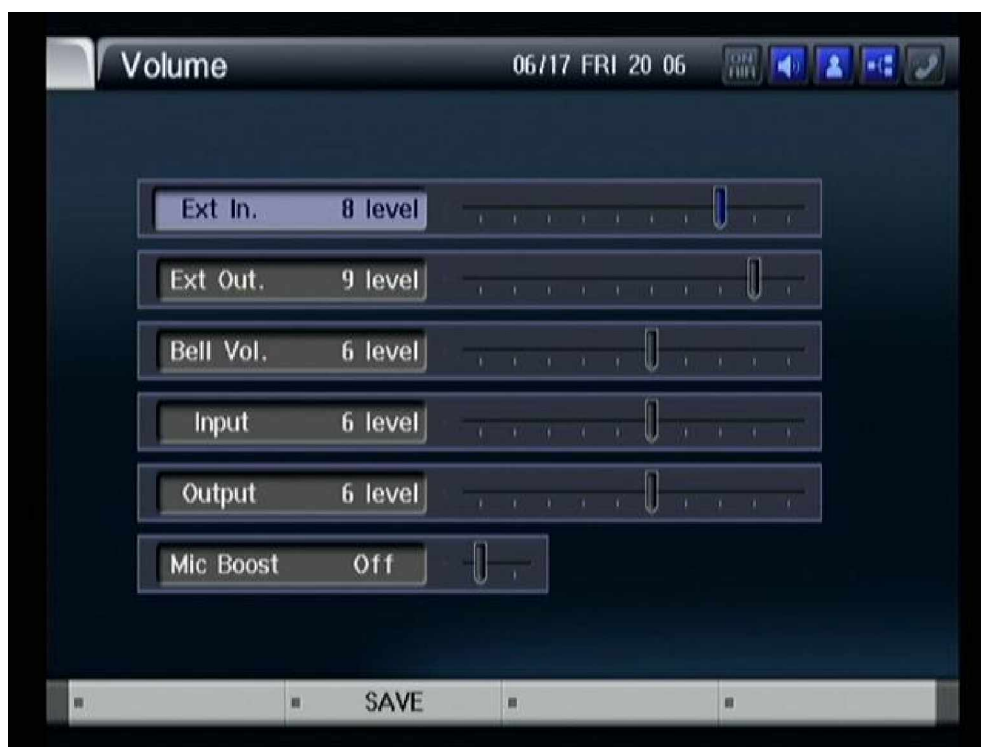 Volume 06/17 FRI 20 06 ON AIR
Ext In. 8 level
Ext Out. 9 level
Bell Vol. 6 level
Input 6 level
Output 6 level
Mic Boost Off
SAVE